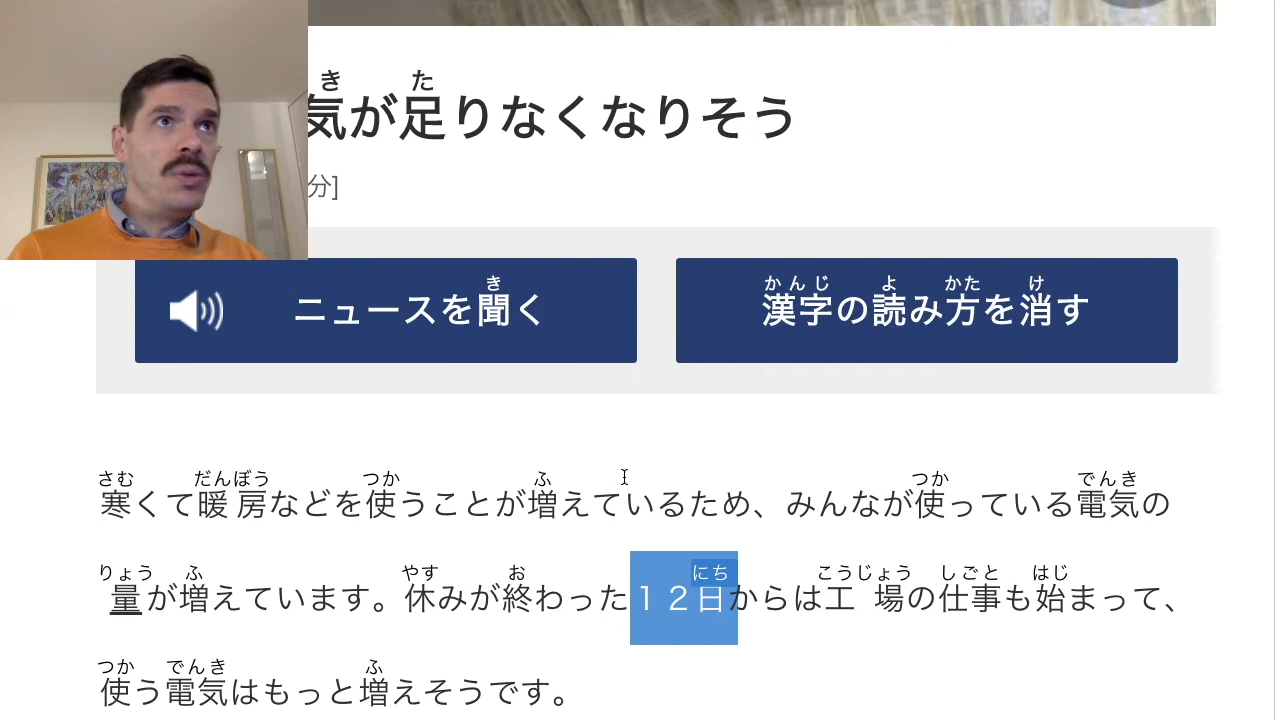 気が足りなくなりそう
分]
ニュースを聞く
漢字の読み方を消す
寒くて暖房などを使うことが増えているため、みんなが使っている電気の
量が増えています。休みが終わった１２日からは工場の仕事も始まって、
使う電気はもっと増えそうです。